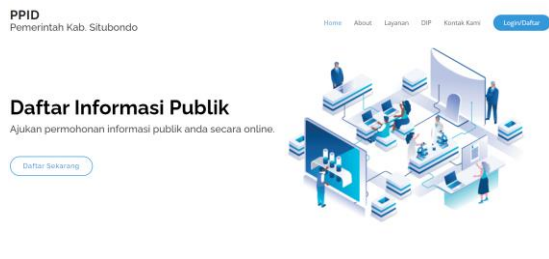 PPID
Pemerintah Kab. Situbondo
Home About Layanan DIP Kontak Kami Login/Daftar
Daftar Informasi Publik
Ajukan permohonan informasi publik anda secara online.
Daftar Sekarang